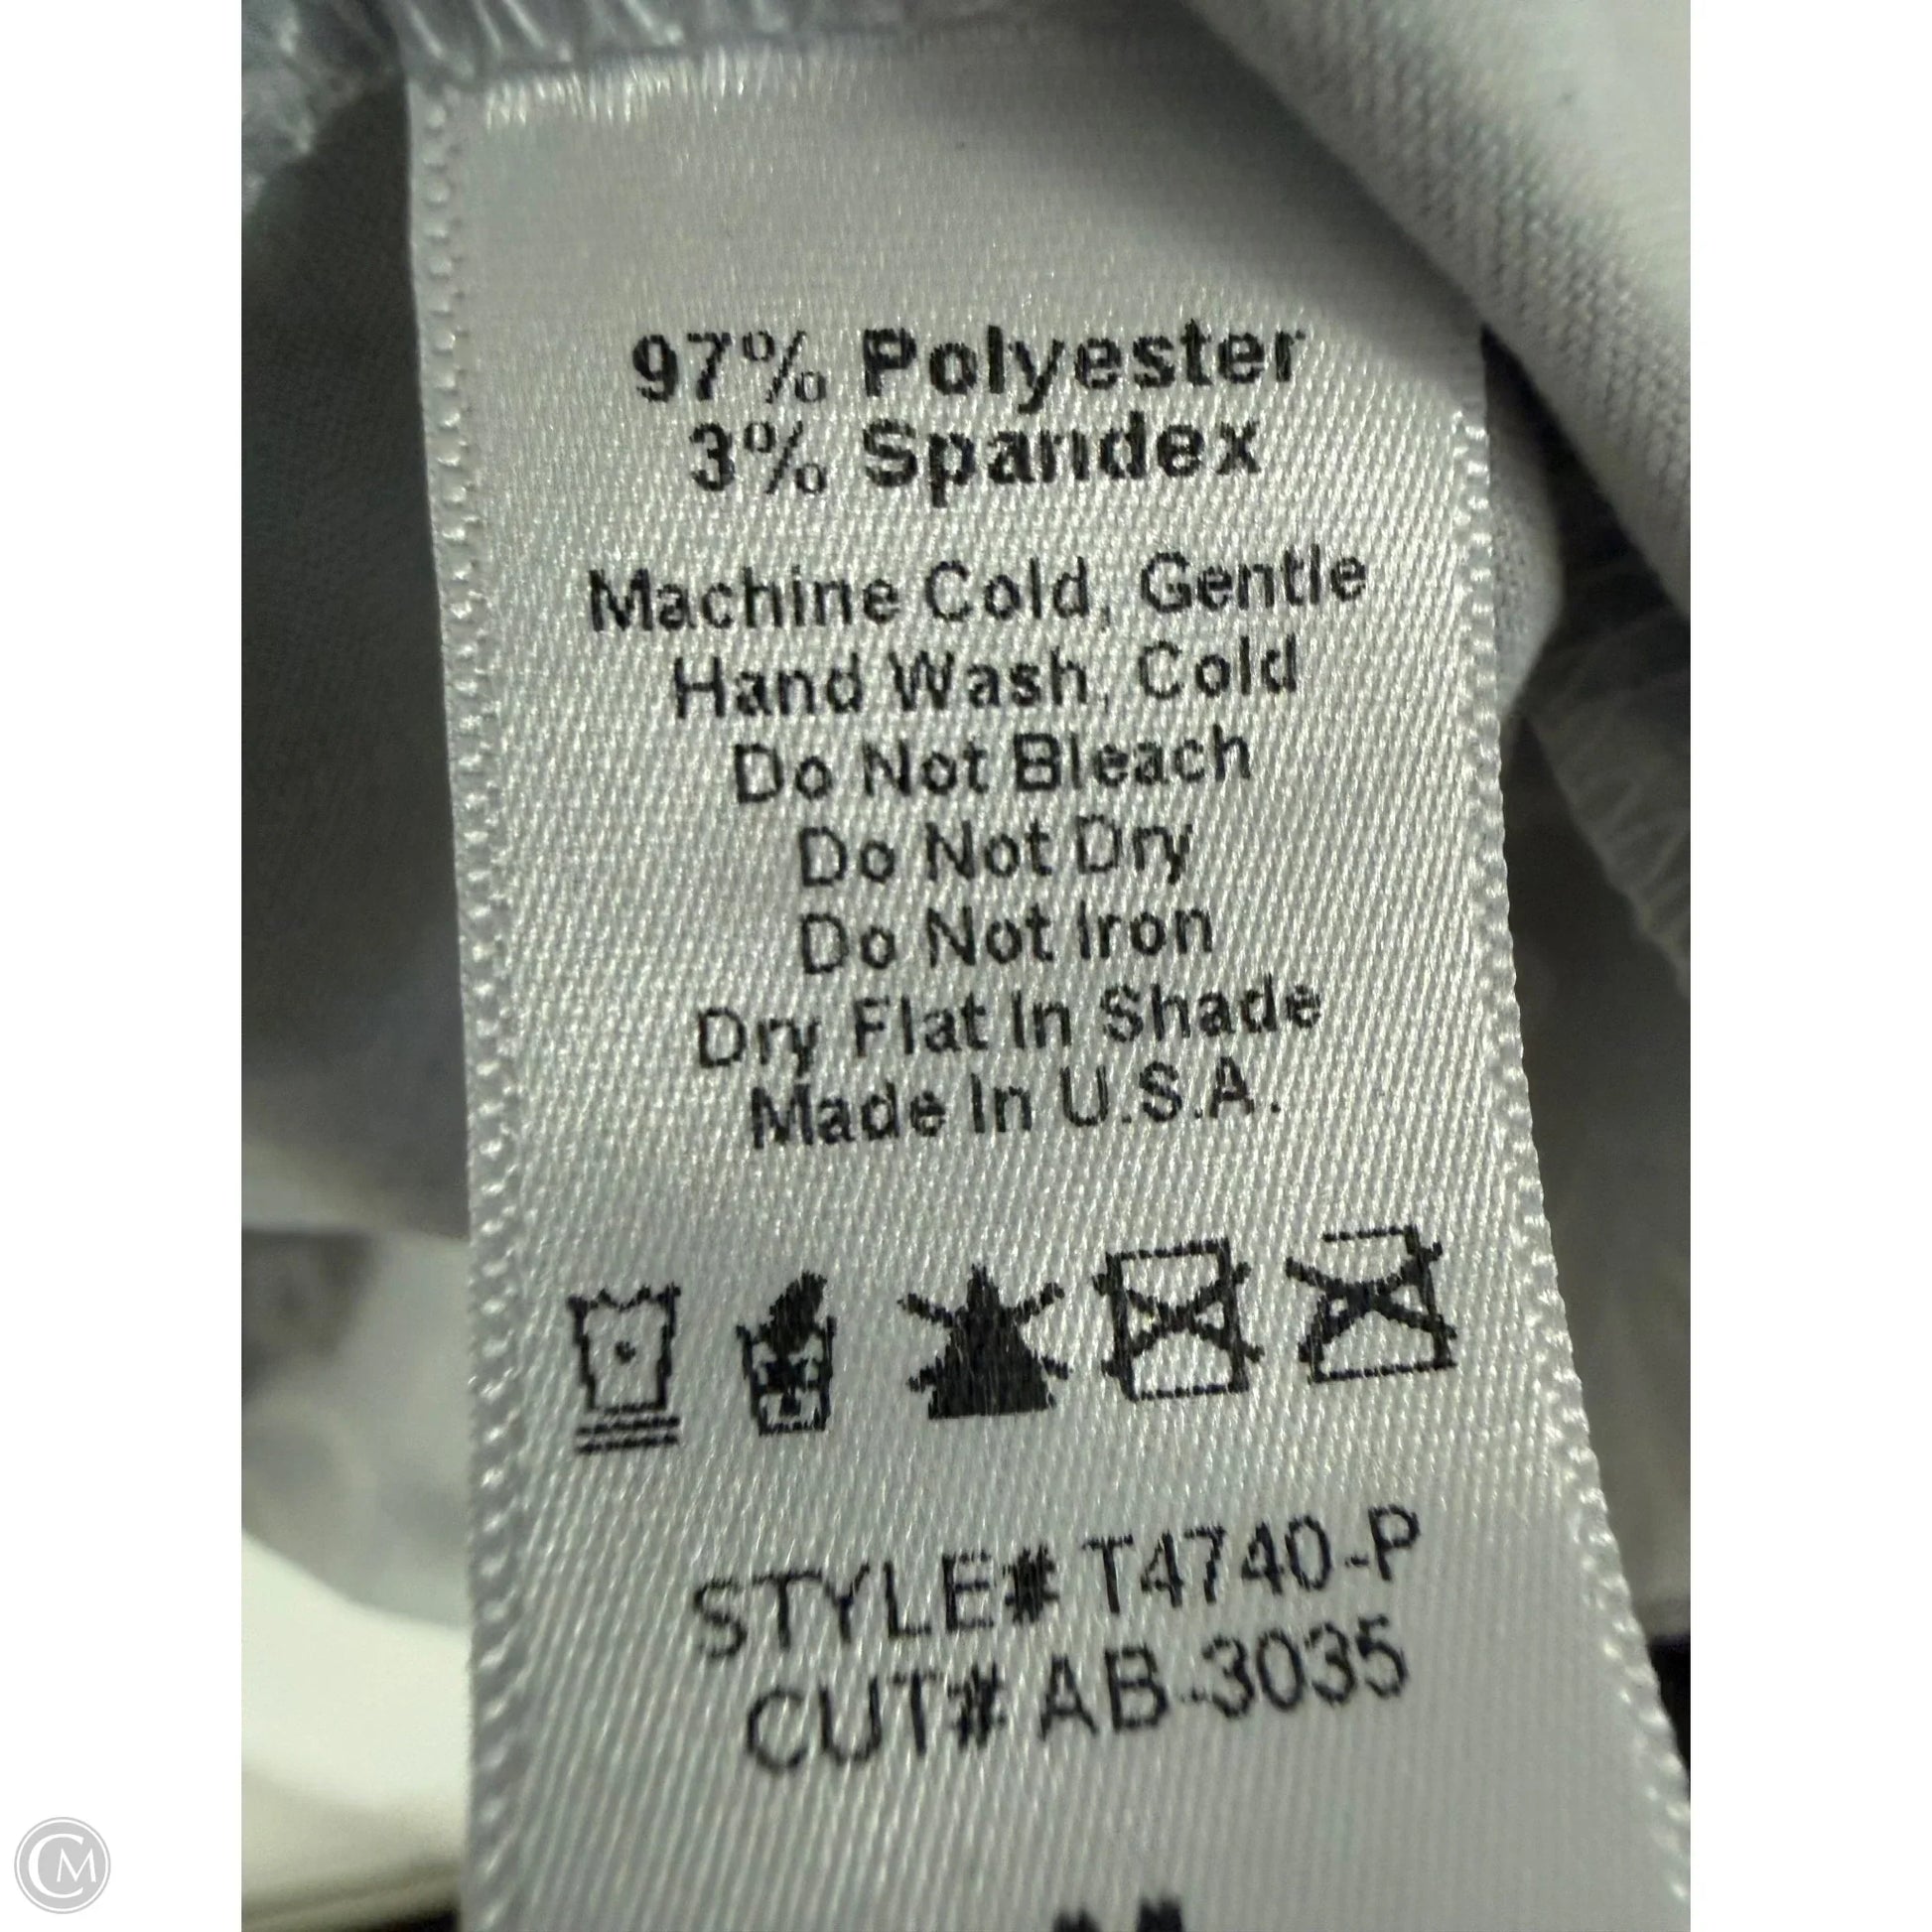 97% Polyester
3% Spandex
Machine Cold, Gentle
Hand Wash, Cold
Do Not Bleach
Do Not Dry
Do Not Iron
Dry Flat In Shade
Made In U.S.A.
STYLE# T4740-P
CUT# AB-3035
CM